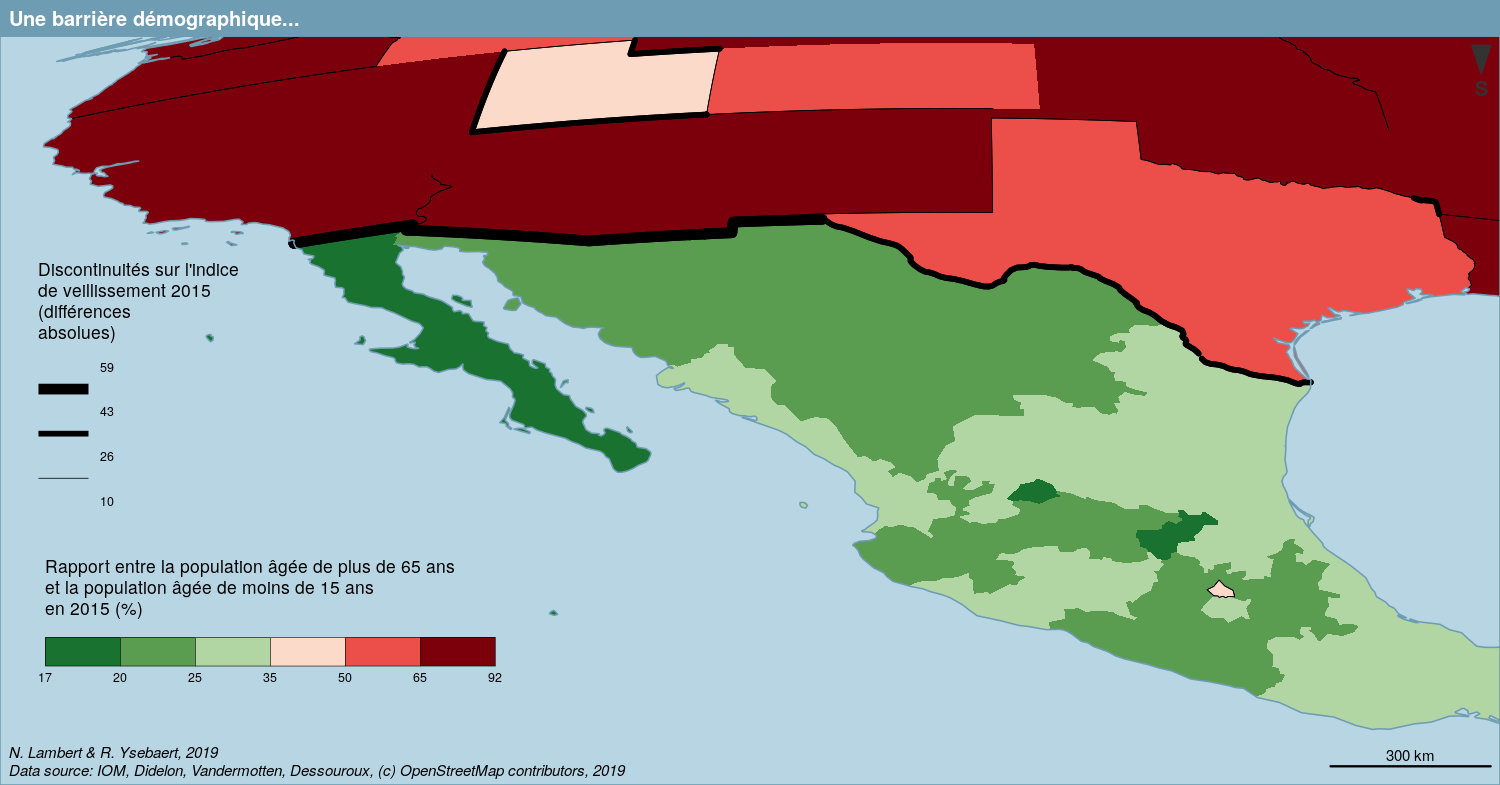 Une barrière démographique...
S
Discontinuités sur l'indice
de veillissement 2015
(différences
absolues)
59
43
26
10
Rapport entre la population âgée de plus de 65 ans
et la population âgée de moins de 15 ans
en 2015 (%)
17 20 25 35 50 65 92
N. Lambert & R. Ysebaert, 2019
Data source: IOM, Didelon, Vandermotten, Dessouroux, (c) OpenStreetMap contributors, 2019
300 km